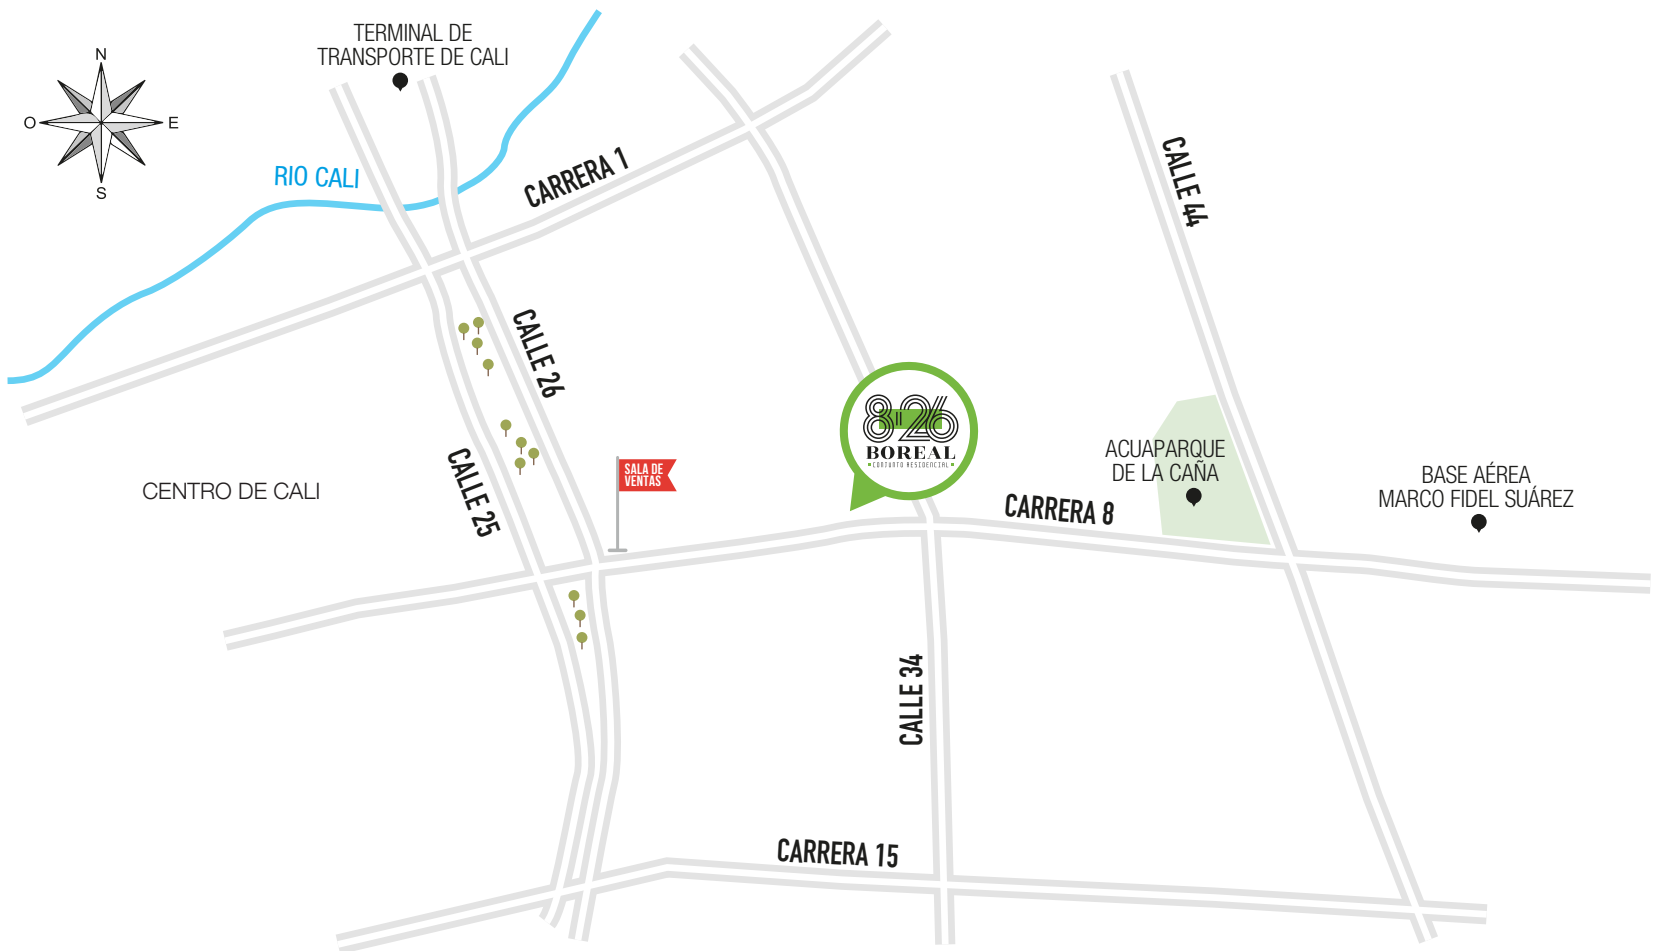 TERMINAL DE
TRANSPORTE DE CALI
N
O
E
S
RIO CALI
CARRERA 1
CALLE 44
CALLE 26
CALLE 25
CENTRO DE CALI
SALA DE
VENTAS
8-26
BOREAL
CONJUNTO RESIDENCIAL
CARRERA 8
ACUAPARQUE
DE LA CAÑA
BASE AÉREA
MARCO FIDEL SUÁREZ
CALLE 34
CARRERA 15